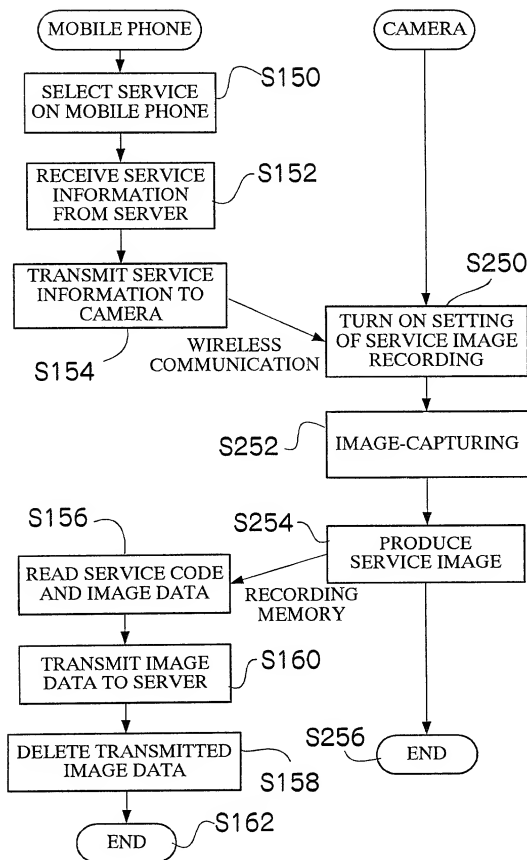 MOBILE PHONE
CAMERA
SELECT SERVICE
ON MOBILE PHONE
S150
RECEIVE SERVICE
INFORMATION
FROM SERVER
S152
TRANSMIT SERVICE
INFORMATION TO
CAMERA
S154
WIRELESS
COMMUNICATION
S250
TURN ON SETTING
OF SERVICE IMAGE
RECORDING
S252
IMAGE-CAPTURING
S254
PRODUCE
SERVICE IMAGE
S156
READ SERVICE CODE
AND IMAGE DATA
RECORDING
MEMORY
TRANSMIT IMAGE
DATA TO SERVER
S160
DELETE TRANSMITTED
IMAGE DATA
S158
S256
END
END
S162